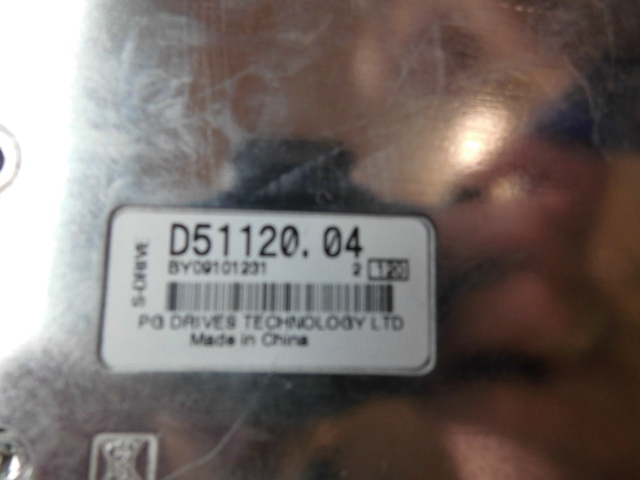 S-DRIVE
D51120.04
BY09101231 2 120
PG DRIVES TECHNOLOGY LTD
Made in China